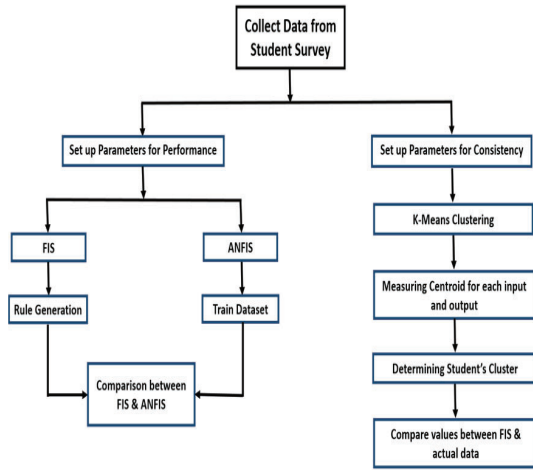 Collect Data from
Student Survey
Set up Parameters for Performance
Set up Parameters for Consistency
FIS
ANFIS
K-Means Clustering
Rule Generation
Train Dataset
Measuring Centroid for each input
and output
Comparison between
FIS & ANFIS
Determining Student's Cluster
Compare values between FIS &
actual data